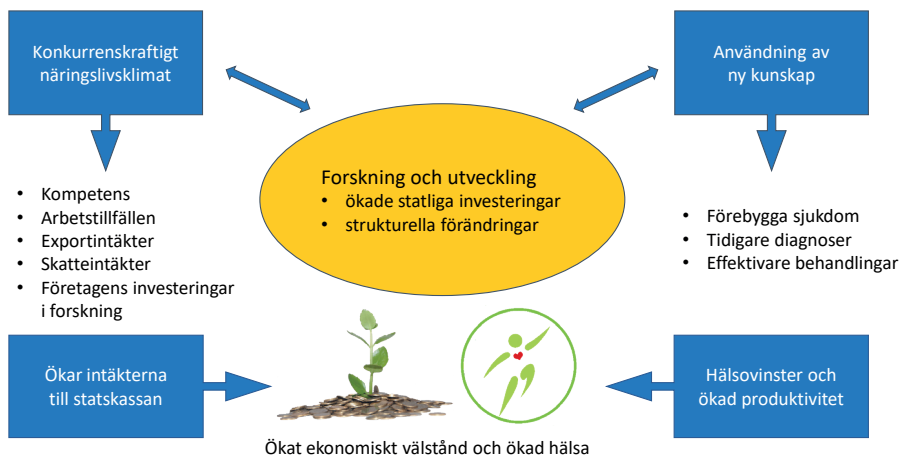 Konkurrenskraftigt
näringslivsklimat
Användning av
ny kunskap
Forskning och utveckling
• ökade statliga investeringar
• strukturella förändringar
• Kompetens
• Arbetstillfällen
• Exportintäkter
• Skatteintäkter
• Företagens investeringar
i forskning
• Förebygga sjukdom
• Tidigare diagnoser
• Effektivare behandlingar
Ökar intäkterna
till statskassan
Hälsovinster och
ökad produktivitet
Ökat ekonomiskt välstånd och ökad hälsa